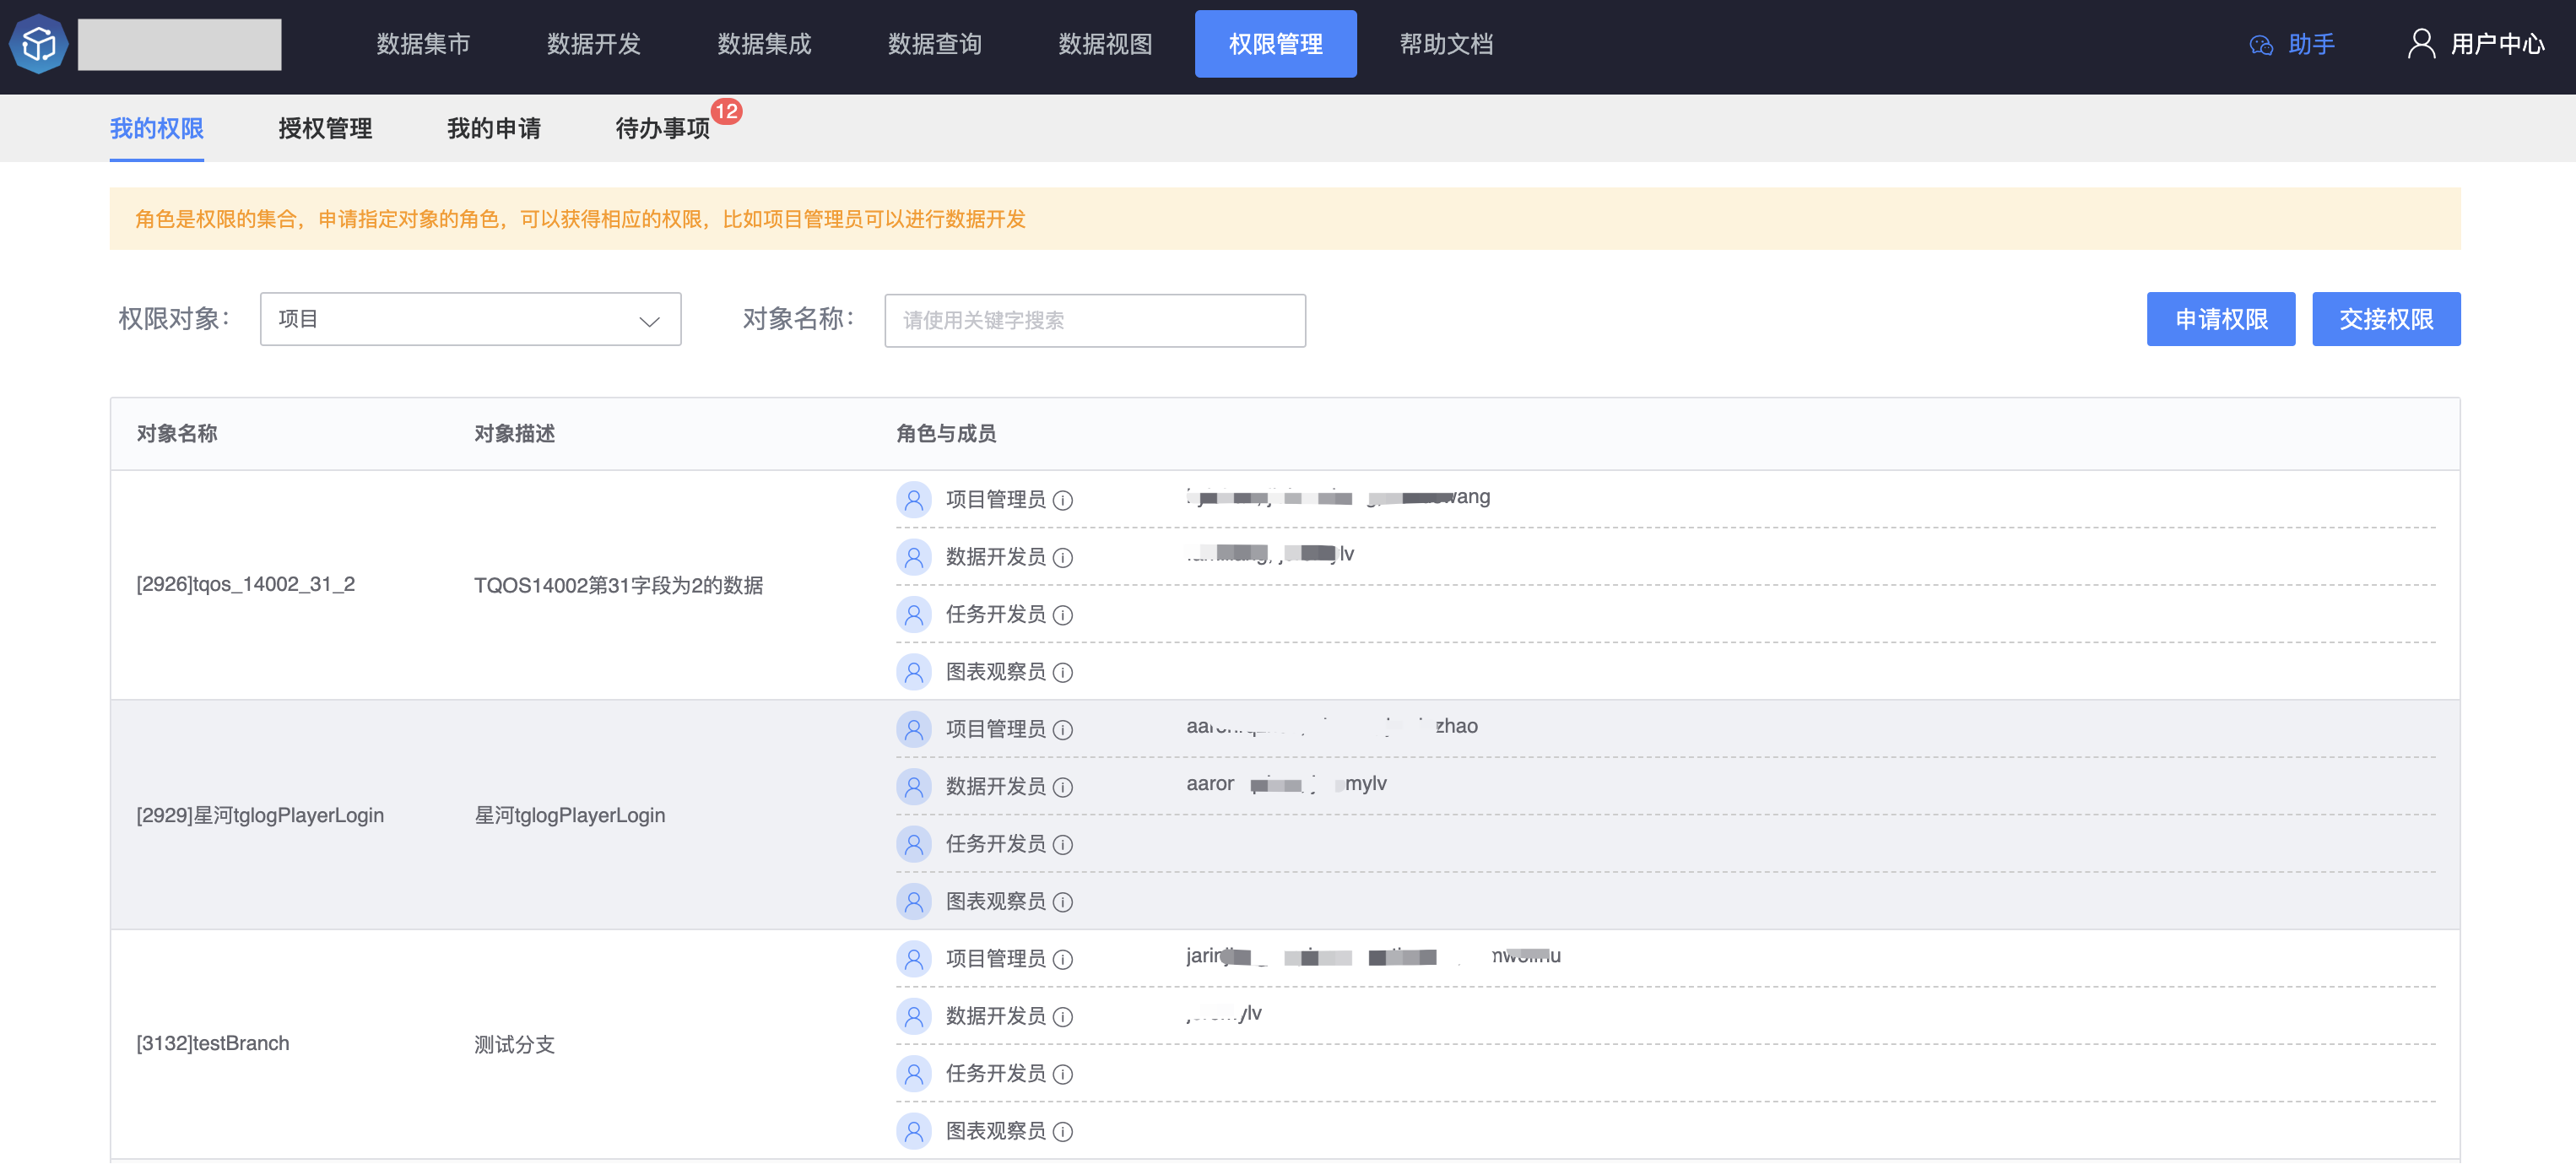 数据集市 数据开发 数据集成 数据查询 数据视图 权限管理 帮助文档 助手 用户中心
我的权限 授权管理 我的申请 待办事项 12
角色是权限的集合，申请指定对象的角色，可以获得相应的权限，比如项目管理员可以进行数据开发
权限对象： 项目 对象名称： 请使用关键字搜索 申请权限 交接权限
对象名称 对象描述 角色与成员
[2926]tqos_14002_31_2 TQOS14002第31字段为2的数据
项目管理员
数据开发员
任务开发员
图表观察员
[2929]星河tglogPlayerLogin 星河tglogPlayerLogin
项目管理员 zhao
数据开发员 mylv
任务开发员
图表观察员
[3132]testBranch 测试分支
项目管理员
数据开发员
任务开发员
图表观察员